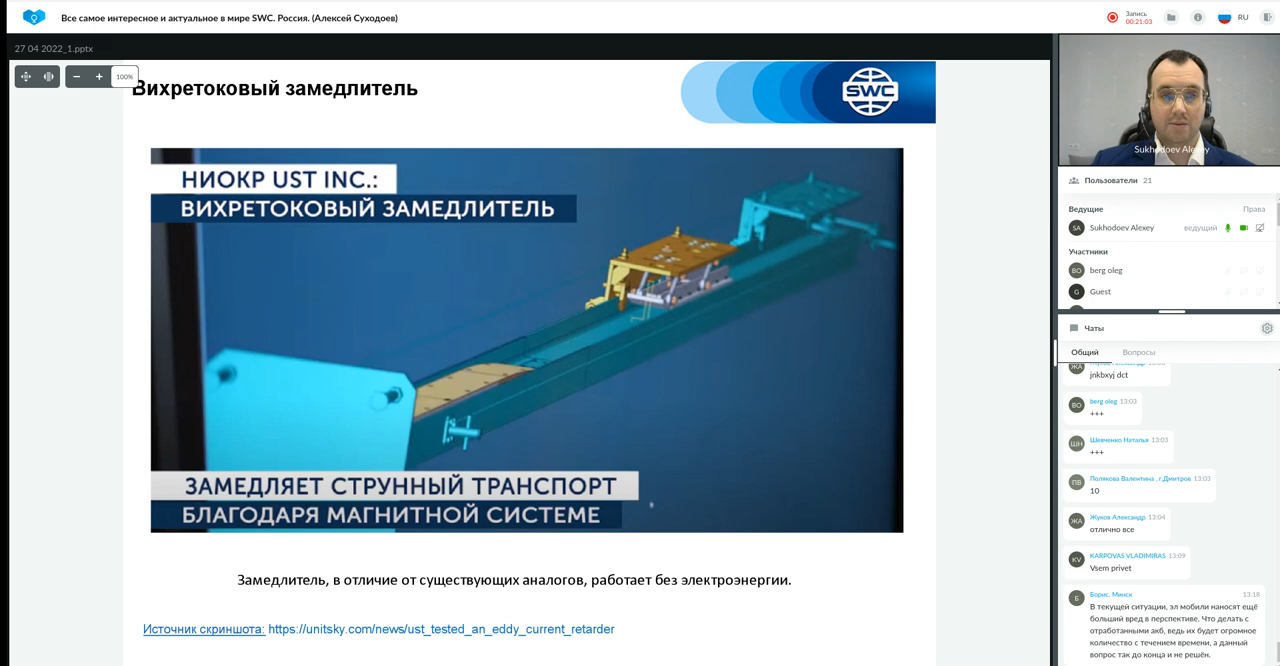 Все самое интересное и актуальное в мире SWC. Россия. (Алексей Суходоев)
Запись
00:21:03
RU
27 04 2022_1.pptx
100%
Вихретоковый замедлитель
SWC
НИОКР UST INC.:
ВИХРЕТОКОВЫЙ ЗАМЕДЛИТЕЛЬ
ЗАМЕДЛЯЕТ СТРУННЫЙ ТРАНСПОРТ
БЛАГОДАРЯ МАГНИТНОЙ СИСТЕМЕ
Замедлитель, в отличие от существующих аналогов, работает без электроэнергии.
Источник скриншота: https://unitsky.com/news/ust_tested_an_eddy_current_retarder
Sukhodoev Alexey
Пользователи 21
Ведущие Права
SA Sukhodoev Alexey ведущий
Участники
BO berg oleg
G Guest
Чаты
Общий Вопросы
ЖА
jnkbxyj dct
BO berg oleg 13:03
+++
ШН Шевченко Наталья 13:03
+++
ПВ Полякова Валентина , г.Дмитров 13:03
10
ЖА Жуков Александр 13:04
отлично все
KV KARPOVAS VLADIMIRAS 13:09
Vsem privet
Б Борис. Минск 13:18
В текущей ситуации, эл мобили наносят ещё
больший вред в перспективе. Что делать с
отработанными акб, ведь их будет огромное
количество с течением времени, а данный
вопрос так до конца и не решён.